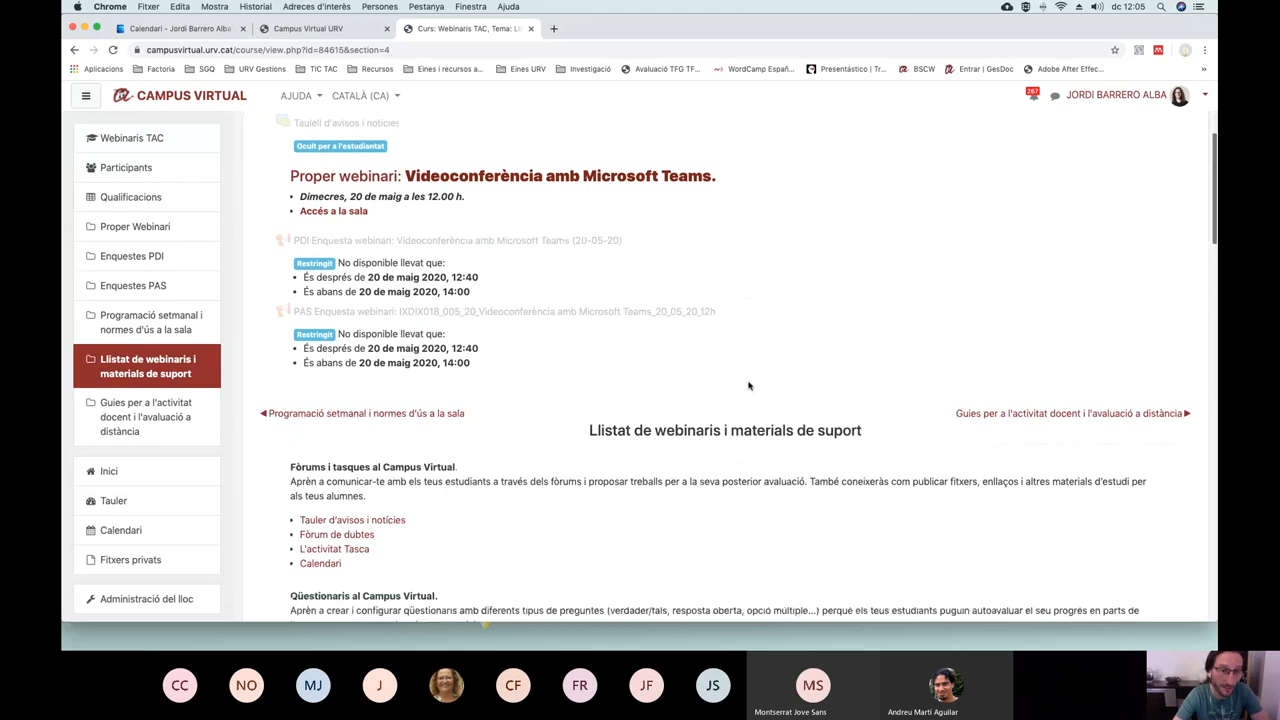 Chrome Fitxer Edita Mostra Historial Adreces d'interès Persones Pestanya Finestra Ajuda dc 12:05
Calendari - Jordi Barrero Alba Campus Virtual URV Curs: Webinaris TAC, Tema: Ll
campusvirtual.urv.cat/course/view.php?id=84615&section=4
Aplicacions Factoria SGQ URV Gestions TIC TAC Recursos Eines i recursos a... Eines URV Investigació Avaluació TFG TF... WordCamp Españ... Presentástico | Tr... BSCW Entrar | GesDoc Adobe After Effec... »
CAMPUS VIRTUAL AJUDA CATALÀ (CA) 267 JORDI BARRERO ALBA
Webinaris TAC
Participants
Qualificacions
Proper Webinari
Enquestes PDI
Enquestes PAS
Programació setmanal i
normes d'ús a la sala
Llistat de webinaris i
materials de suport
Guies per a l'activitat
docent i l'avaluació a
distància
Inici
Tauler
Calendari
Fitxers privats
Administració del lloc
Taulell d'avisos i notícies
Ocult per a l'estudiantat
Proper webinari: Videoconferència amb Microsoft Teams.
• Dimecres, 20 de maig a les 12.00 h.
• Accés a la sala
PDI Enquesta webinar: Videoconferència amb Microsoft Teams (20-05-20)
Restringit No disponible llevat que:
• És després de 20 de maig 2020, 12:40
• És abans de 20 de maig 2020, 14:00
PAS Enquesta webinari: IXDIX018_005_20_Videoconferència amb Microsoft Teams_20_05_20_12h
Restringit No disponible llevat que:
• És després de 20 de maig 2020, 12:40
• És abans de 20 de maig 2020, 14:00
◀ Programació setmanal i normes d'ús a la sala Guies per a l'activitat docent i l'avaluació a distància ▶
Llistat de webinaris i materials de suport
Fòrums i tasques al Campus Virtual.
Aprèn a comunicar-te amb els teus estudiants a través dels fòrums i proposar treballs per a la seva posterior avaluació. També coneixeràs com publicar fitxers, enllaços i altres materials d'estudi per
als teus alumnes.
• Tauler d'avisos i notícies
• Fòrum de dubtes
• L'activitat Tasca
• Calendari
Qüestionaris al Campus Virtual.
Aprèn a crear i configurar qüestionaris amb diferents tipus de preguntes (verdader/fals, resposta oberta, opció múltiple...) perquè els teus estudiants puguin autoavaluar el seu progrés en parts de
CC NO MJ J CF FR JF JS MS
Montserrat Jove Sans Andreu Martí Aguilar